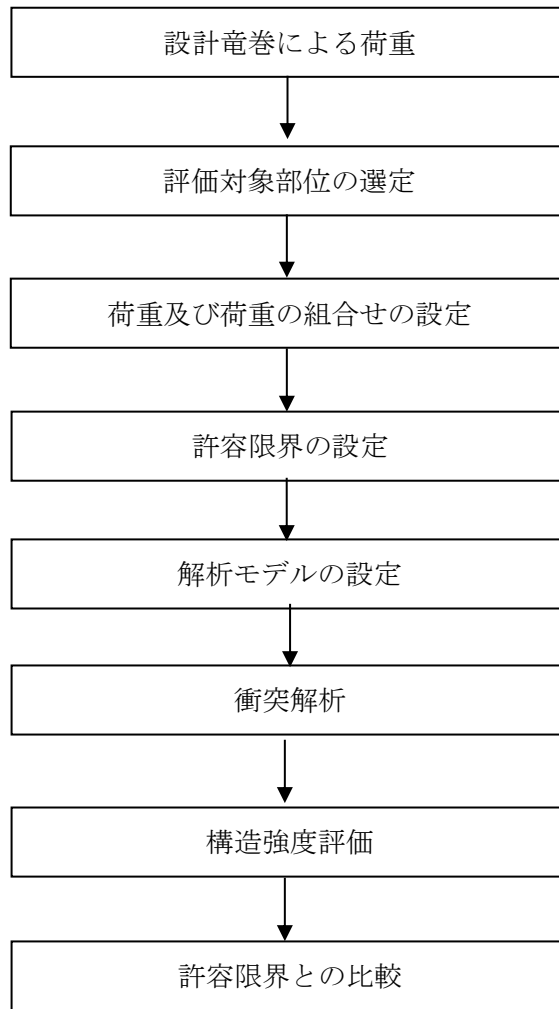 設計竜巻による荷重
評価対象部位の選定
荷重及び荷重の組合せの設定
許容限界の設定
解析モデルの設定
衝突解析
構造強度評価
許容限界との比較